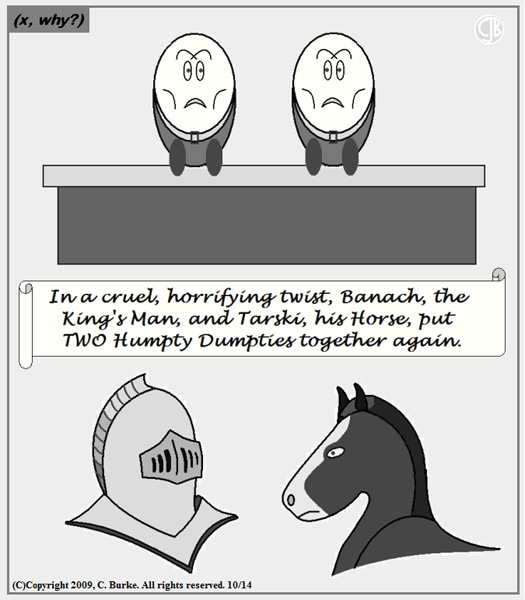 (x, why?)
CJB
In a cruel, horrifying twist, Banach, the
King's Man, and Tarski, his Horse, put
TWO Humpty Dumpties together again.
(C)Copyright 2009, C. Burke. All rights reserved. 10/14